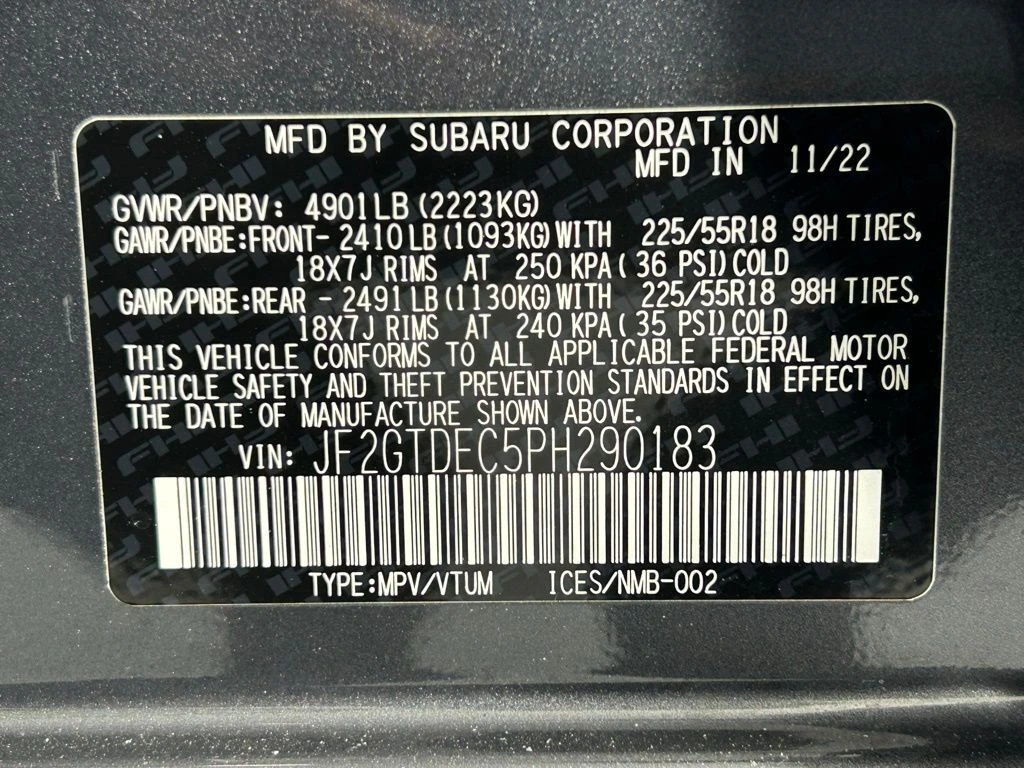 MFD BY SUBARU CORPORATION
MFD IN 11/22
GVWR/PNBV: 4901LB (2223KG)
GAWR/PNBE:FRONT- 2410LB (1093KG) WITH 225/55R18 98H TIRES,
18X7J RIMS AT 250 KPA ( 36 PSI) COLD
GAWR/PNBE:REAR - 2491LB (1130KG) WITH 225/55R18 98H TIRES,
18X7J RIMS AT 240 KPA ( 35 PSI) COLD
THIS VEHICLE CONFORMS TO ALL APPLICABLE FEDERAL MOTOR
VEHICLE SAFETY AND THEFT PREVENTION STANDARDS IN EFFECT ON
THE DATE OF MANUFACTURE SHOWN ABOVE.
VIN: JF2GTDEC5PH290183
TYPE:MPV/VTUM ICES/NMB-002